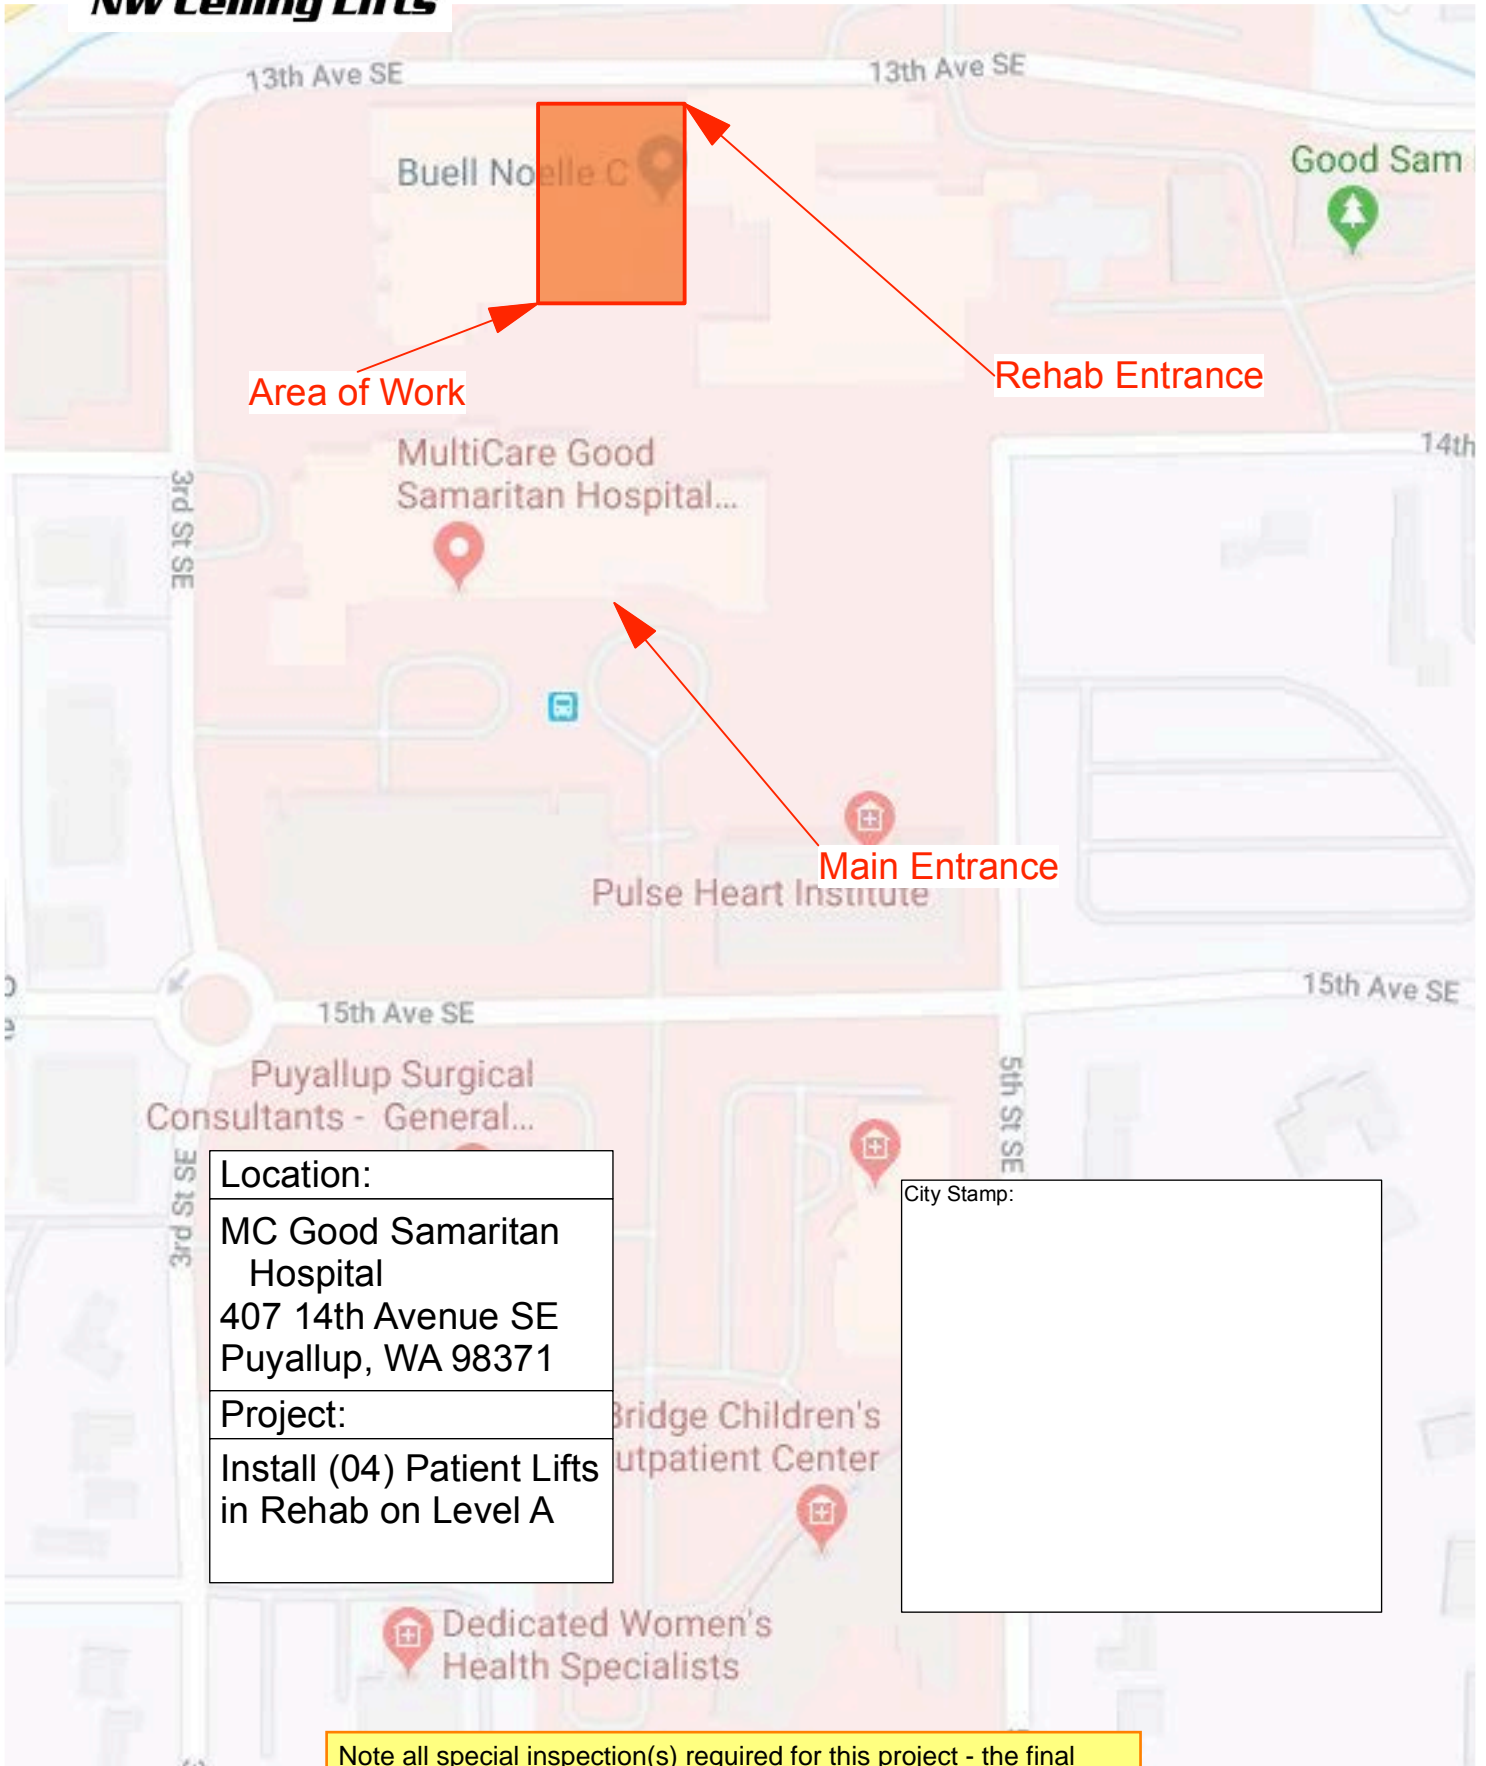 NW Ceiling Lifts
13th Ave SE
13th Ave SE
Buell Noelle C
Good Sam
Area of Work
Rehab Entrance
MultiCare Good
Samaritan Hospital...
14th
3rd St SE
Main Entrance
Pulse Heart Institute
15th Ave SE
15th Ave SE
Puyallup Surgical
Consultants - General...
5th St SE
3rd St SE
Location:
MC Good Samaritan
Hospital
407 14th Avenue SE
Puyallup, WA 98371
Project:
Install (04) Patient Lifts
in Rehab on Level A
City Stamp:
Bridge Children's
utpatient Center
Dedicated Women's
Health Specialists
Note all special inspection(s) required for this project - the final